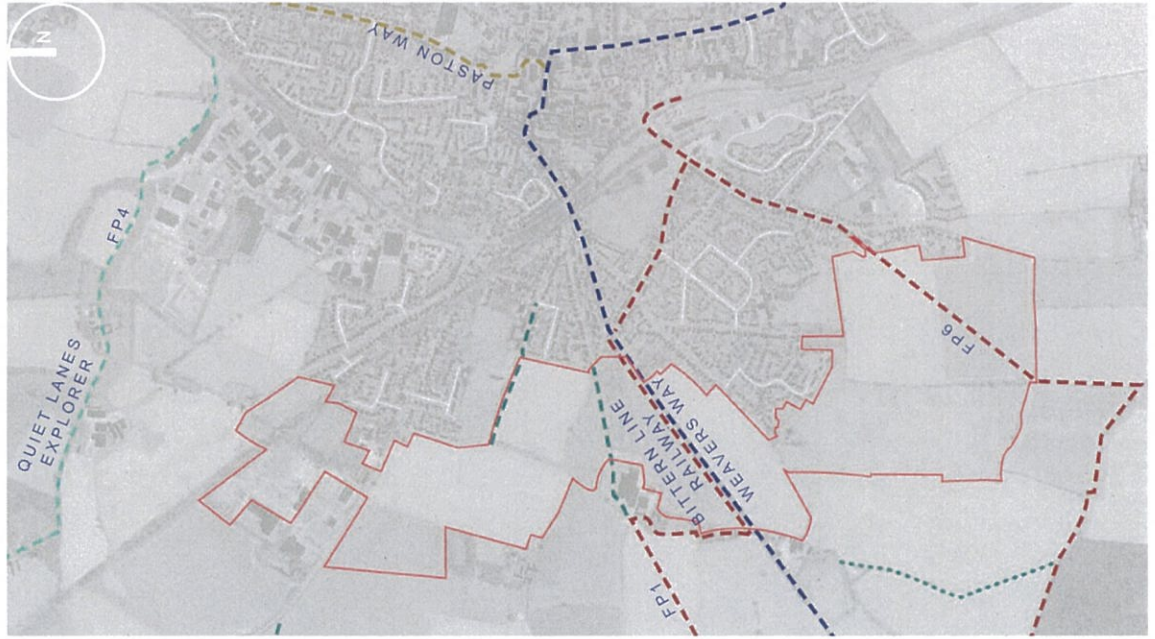 N
PASTON WAY
FP4
QUIET LANES
EXPLORER
FP6
BITTERN LINE
RAILWAY
WEAVERS WAY
FP1